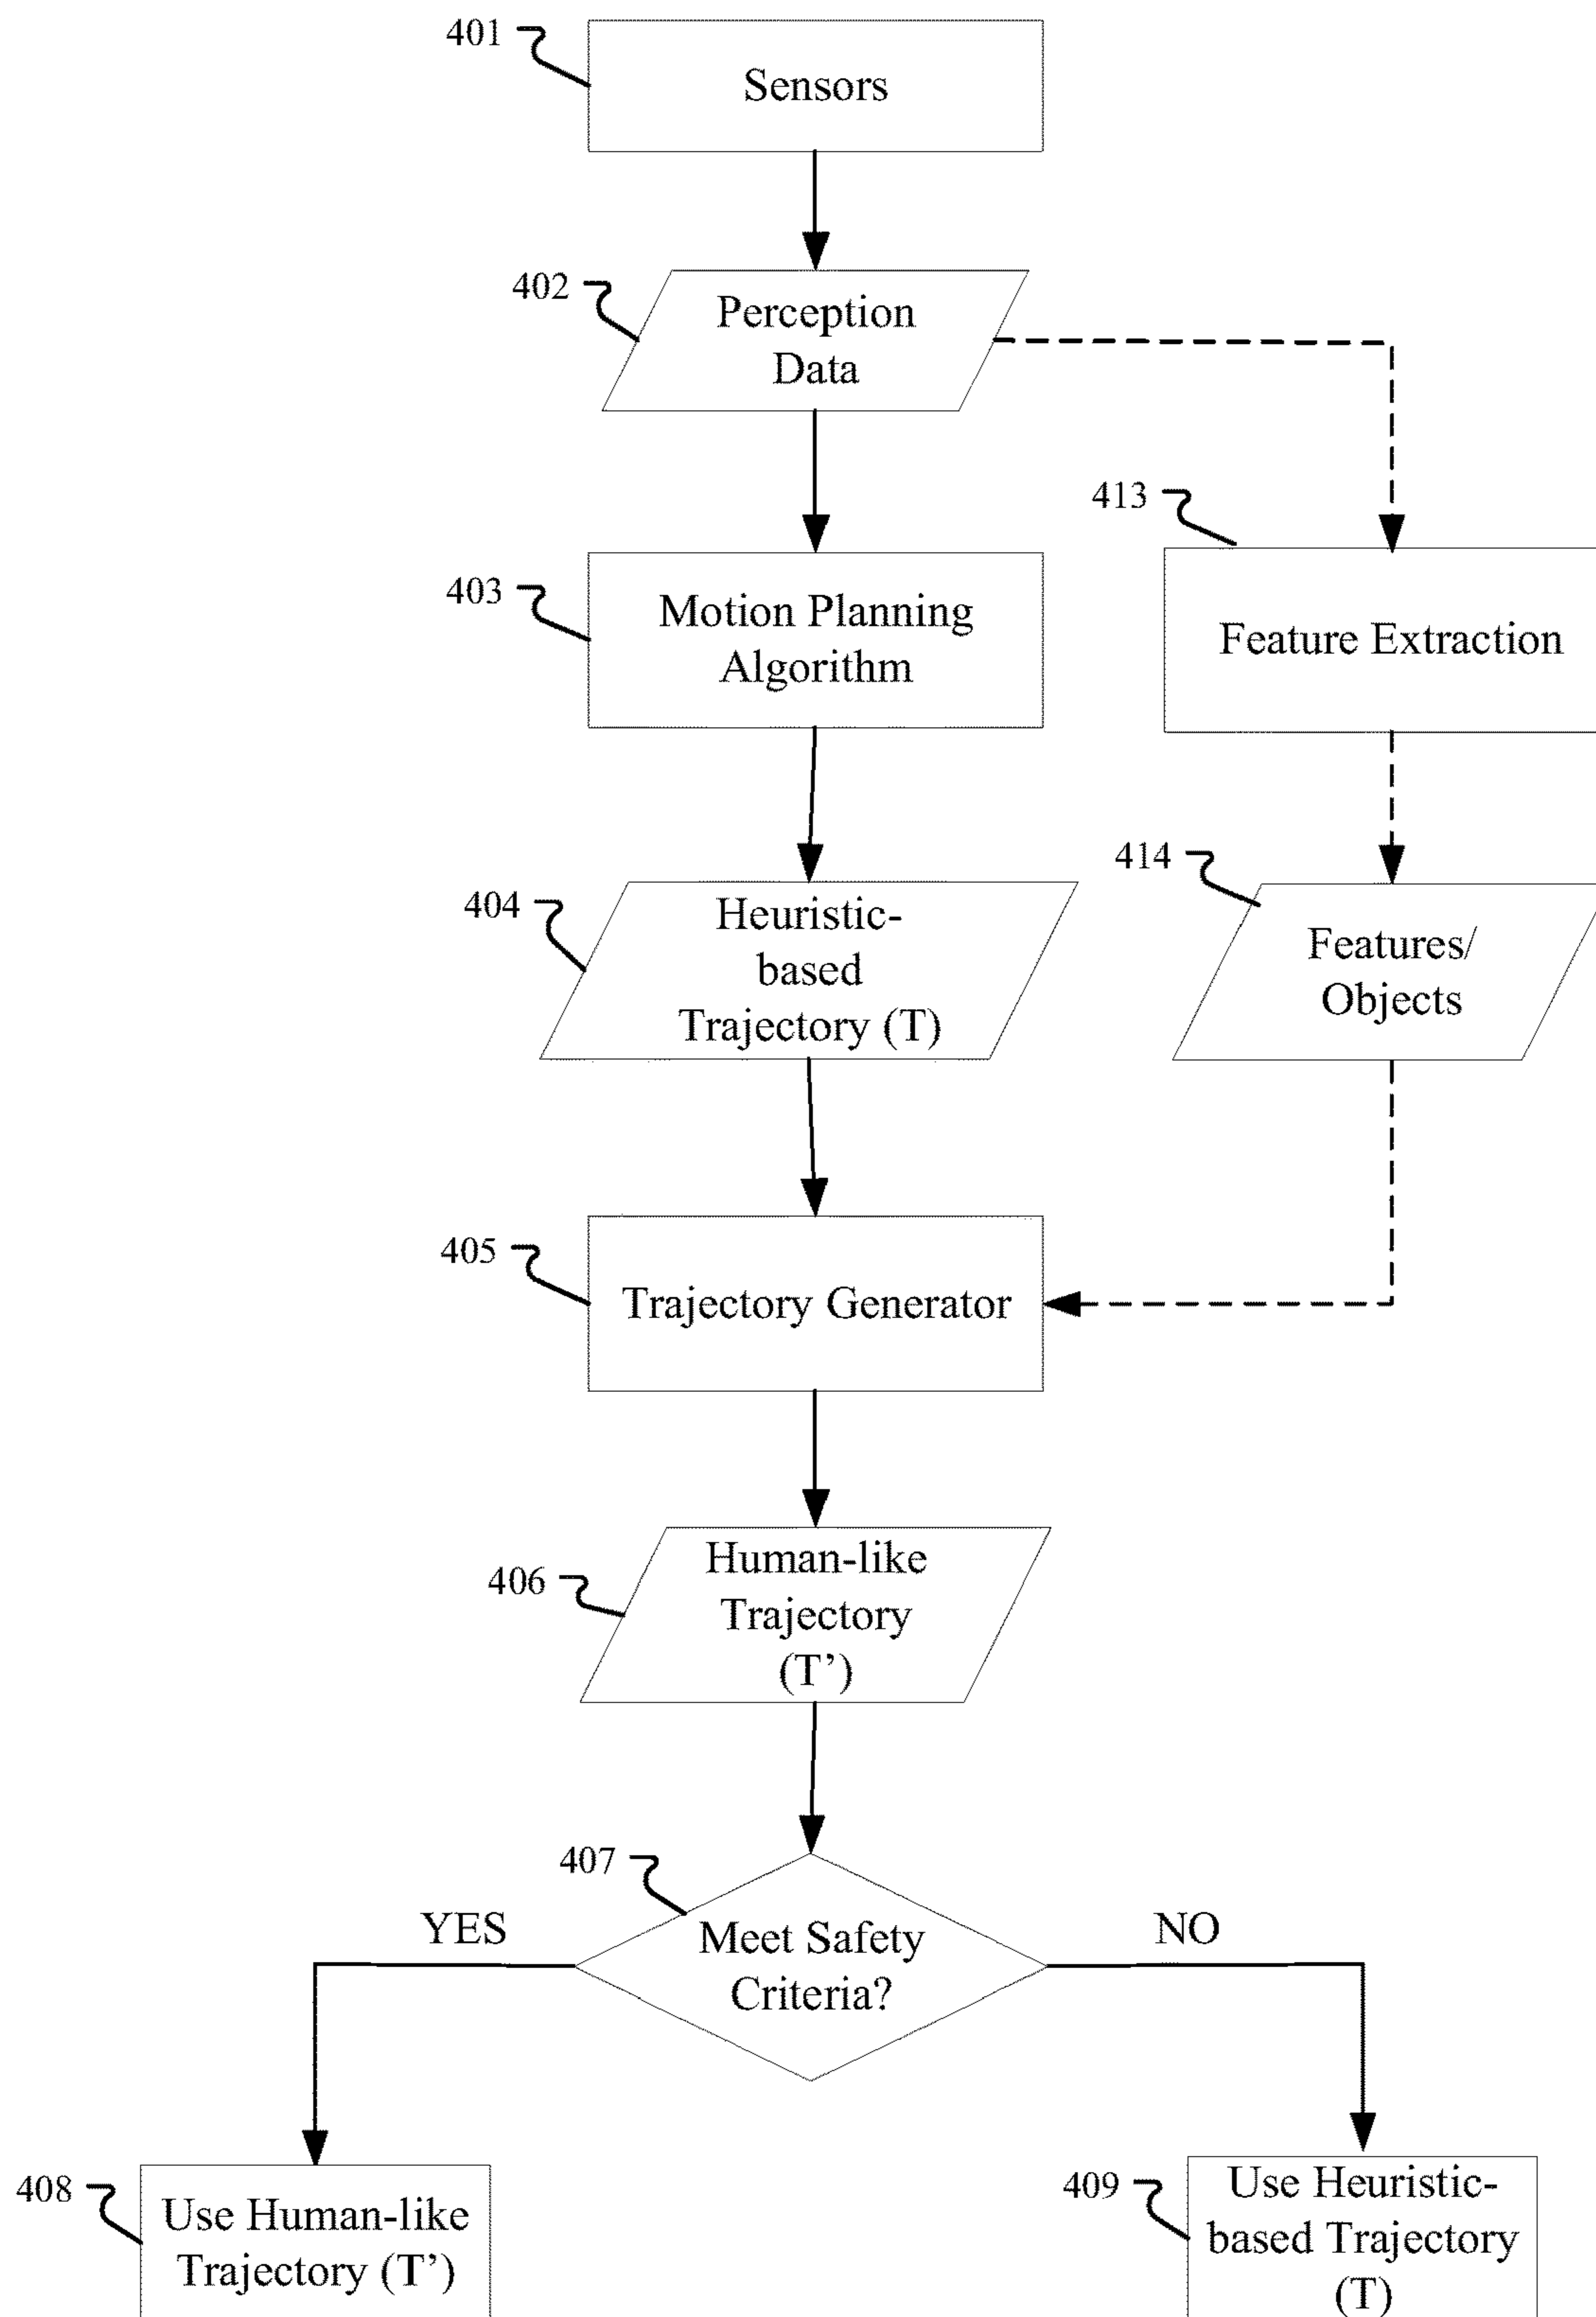 401
Sensors
402
Perception
Data
413
403
Motion Planning
Algorithm
Feature Extraction
414
404
Heuristic-
based
Trajectory (T)
Features/
Objects
405
Trajectory Generator
406
Human-like
Trajectory
(T’)
407
YES
Meet Safety
Criteria?
NO
408
Use Human-like
Trajectory (T’)
409
Use Heuristic-
based Trajectory
(T)